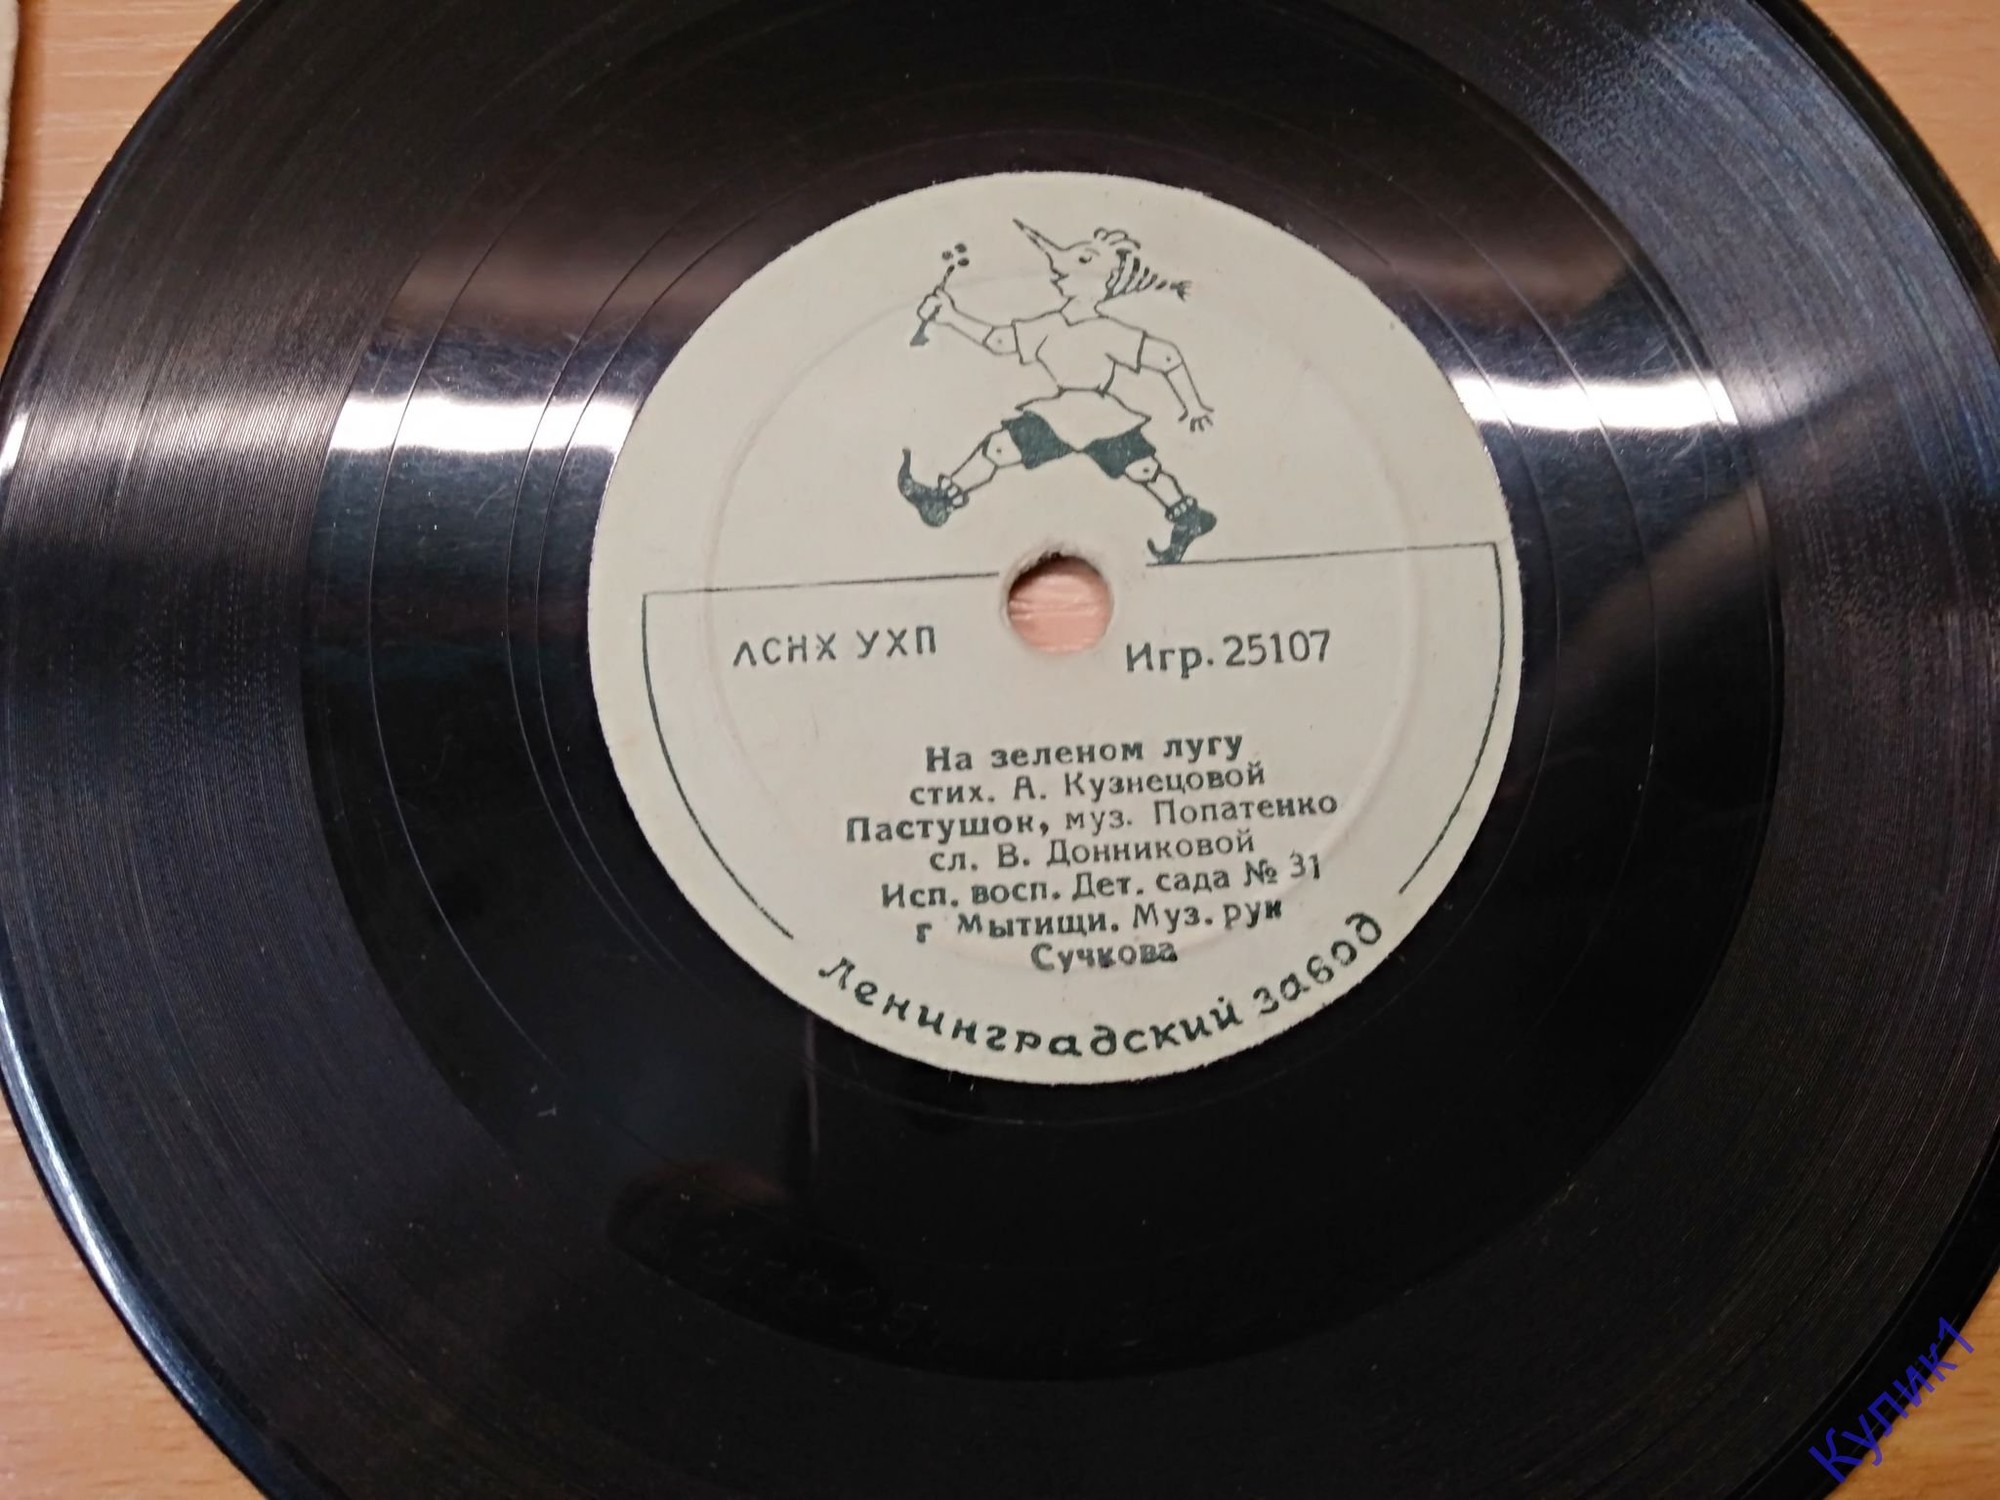 ЛСНХ УХП
Игр. 25107
На зеленом лугу
стих. А. Кузнецовой
Пастушок, муз. Попатенко
сл. В. Донниковой
Исп. восп. Дет. сада № 31
г Мытищи. Муз. рук
Сучкова
Ленинградский завод
Кулик1